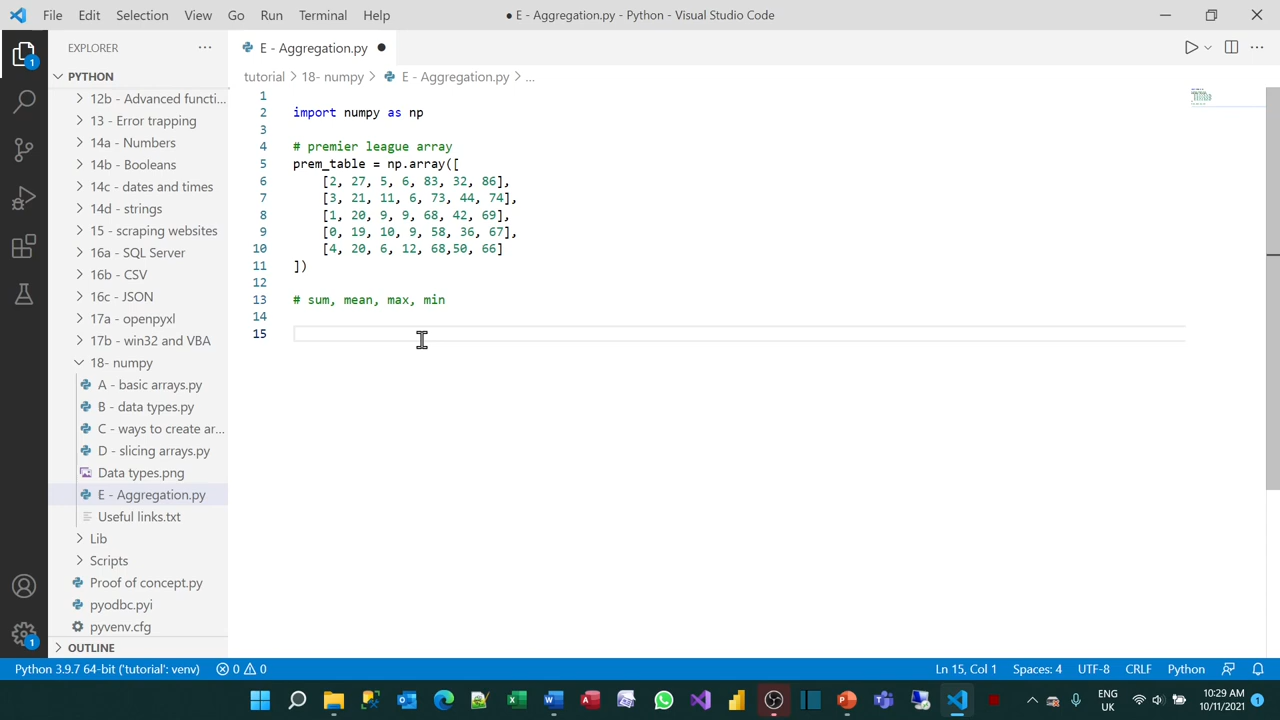 File Edit Selection View Go Run Terminal Help ● E - Aggregation.py - Python - Visual Studio Code
EXPLORER ... E - Aggregation.py ●
PYTHON
tutorial > 18- numpy > E - Aggregation.py > ...
12b - Advanced functi...
13 - Error trapping
14a - Numbers
14b - Booleans
14c - dates and times
14d - strings
15 - scraping websites
16a - SQL Server
16b - CSV
16c - JSON
17a - openpyxl
17b - win32 and VBA
18- numpy
A - basic arrays.py
B - data types.py
C - ways to create ar...
D - slicing arrays.py
Data types.png
E - Aggregation.py
Useful links.txt
Lib
Scripts
Proof of concept.py
pyodbc.pyi
pyvenv.cfg
OUTLINE
1
2 import numpy as np
3
4 # premier league array
5 prem_table = np.array([
6 [2, 27, 5, 6, 83, 32, 86],
7 [3, 21, 11, 6, 73, 44, 74],
8 [1, 20, 9, 9, 68, 42, 69],
9 [0, 19, 10, 9, 58, 36, 67],
10 [4, 20, 6, 12, 68,50, 66]
11 ])
12
13 # sum, mean, max, min
14
15
1
1
Python 3.9.7 64-bit ('tutorial': venv) 0 0 Ln 15, Col 1 Spaces: 4 UTF-8 CRLF Python
ENG
UK
10:29 AM
10/11/2021
1